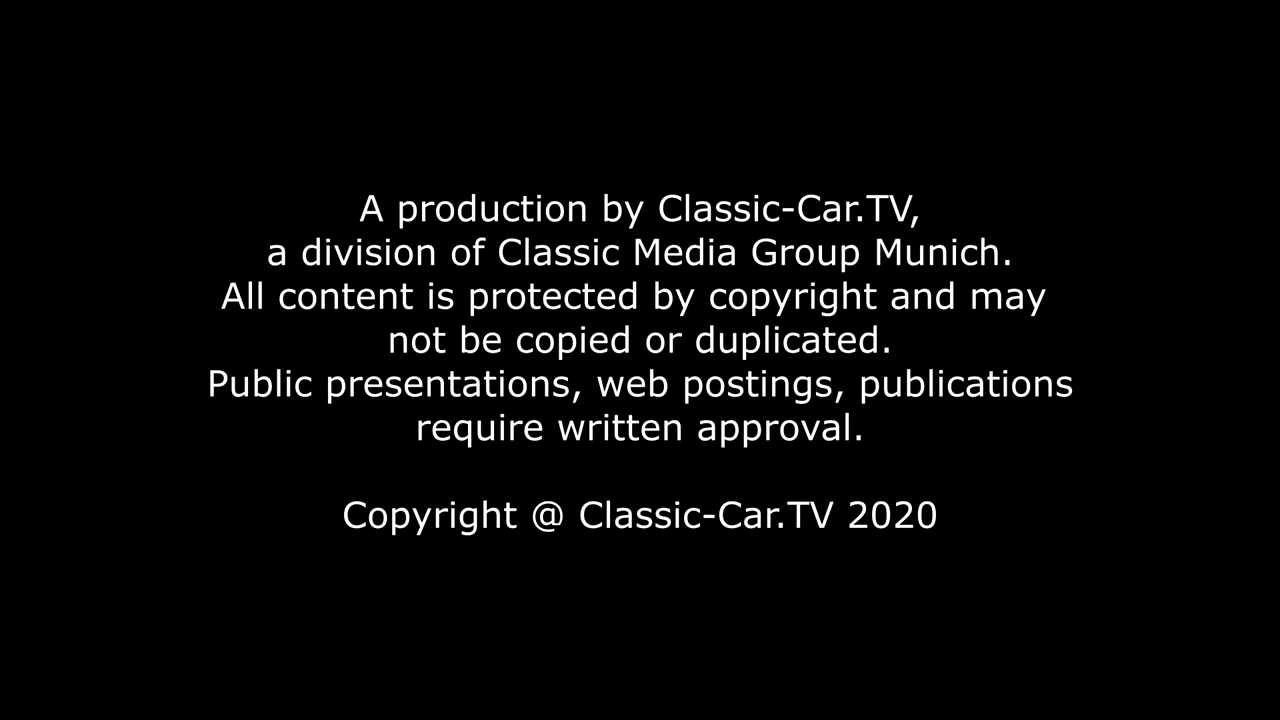 A production by Classic-Car.TV,
a division of Classic Media Group Munich.
All content is protected by copyright and may
not be copied or duplicated.
Public presentations, web postings, publications
require written approval.
Copyright @ Classic-Car.TV 2020